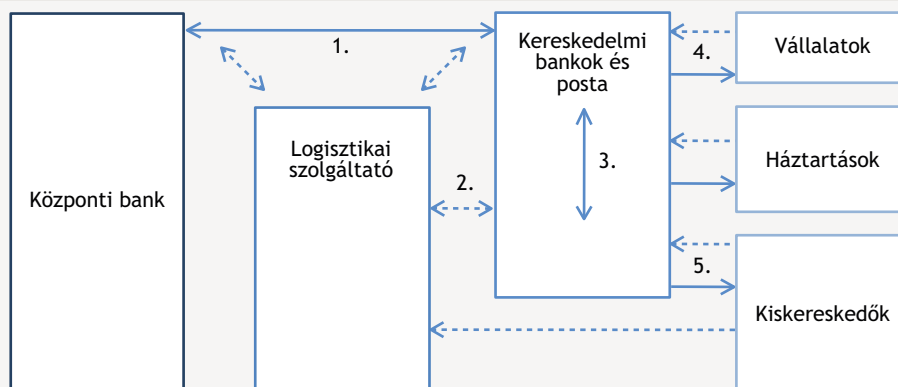 1.
Kereskedelmi
bankok és
posta
4.
Vállalatok
Logisztikai
szolgáltató
3.
Háztartások
2.
Központi bank
5.
Kiskereskedők